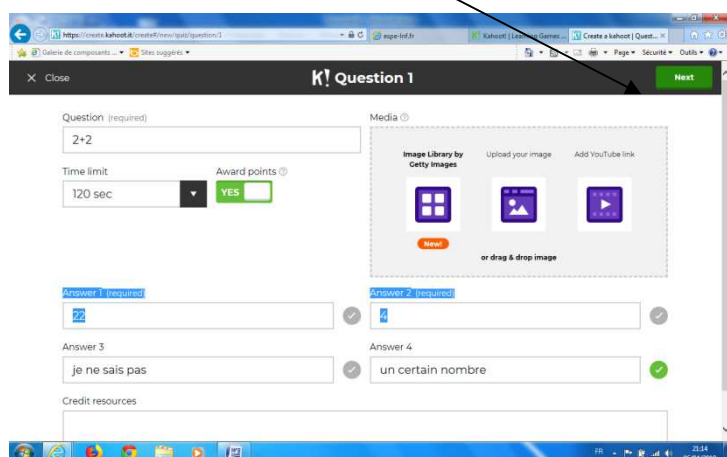 https://create.kahoot.it/create#/new/quiz/question/1
espe-lnf.fr
Kahoot! | Learning Games ...
Create a kahoot | Quest...
Galerie de composants ...
Sites suggérés
Page
Sécurité
Outils
X Close
K! Question 1
Next
Question (required)
2+2
Time limit
Award points
120 sec
YES
Media
Image Library by
Getty Images
Upload your image
Add YouTube link
New!
or drag & drop image
Answer 1 (required)
22
Answer 2 (required)
4
Answer 3
je ne sais pas
Answer 4
un certain nombre
Credit resources
FR
21:14